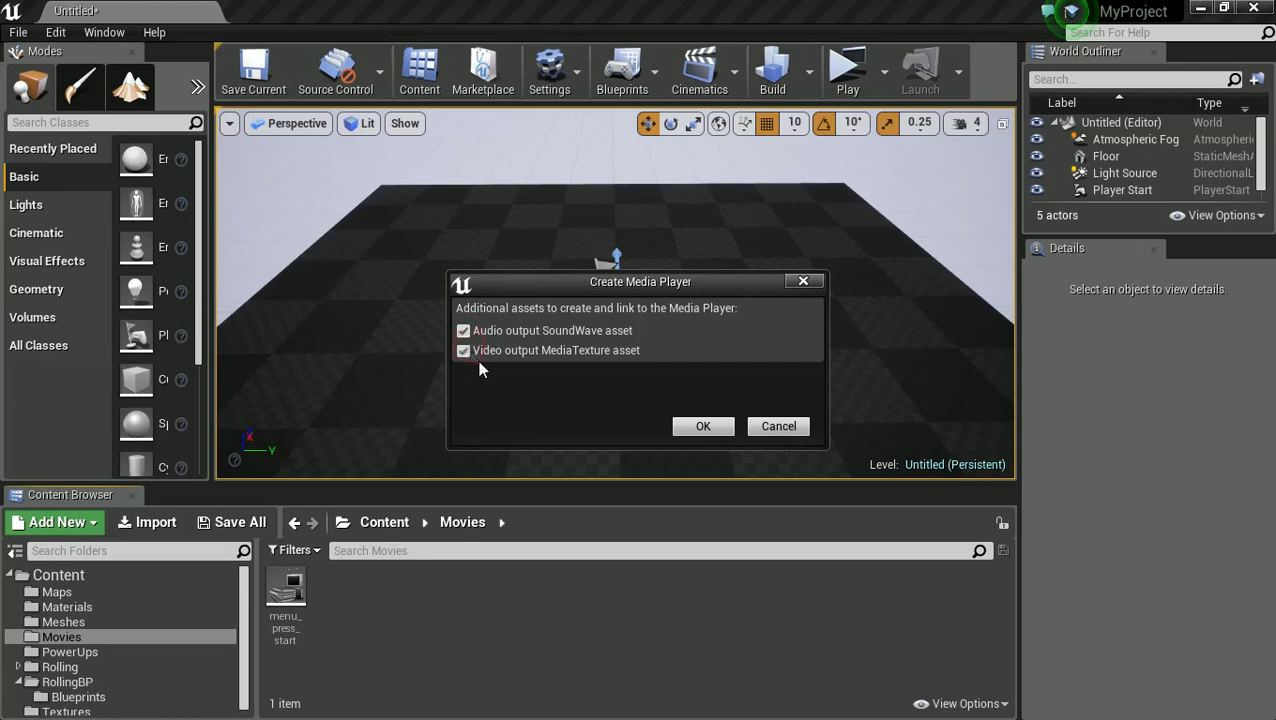 Untitled*
MyProject
File Edit Window Help
Search For Help
Modes
Save Current
Source Control
Content
Marketplace
Settings
Blueprints
Cinematics
Build
Play
Launch
World Outliner
Search...
Label
Type
Search Classes
Perspective
Lit
Show
10
10°
0.25
4
Recently Placed
Basic
Lights
Cinematic
Visual Effects
Geometry
Volumes
All Classes
Untitled (Editor) World
Atmospheric Fog Atmospheric
Floor StaticMeshA
Light Source DirectionalL
Player Start PlayerStart
5 actors
View Options
Details
Select an object to view details.
Create Media Player
Additional assets to create and link to the Media Player:
Audio output SoundWave asset
Video output MediaTexture asset
OK
Cancel
X
Y
Level: Untitled (Persistent)
Content Browser
Add New
Import
Save All
Content
Movies
Search Folders
Filters
Search Movies
Content
Maps
Materials
Meshes
Movies
PowerUps
Rolling
RollingBP
Blueprints
Textures
menu_
press_
start
1 item
View Options